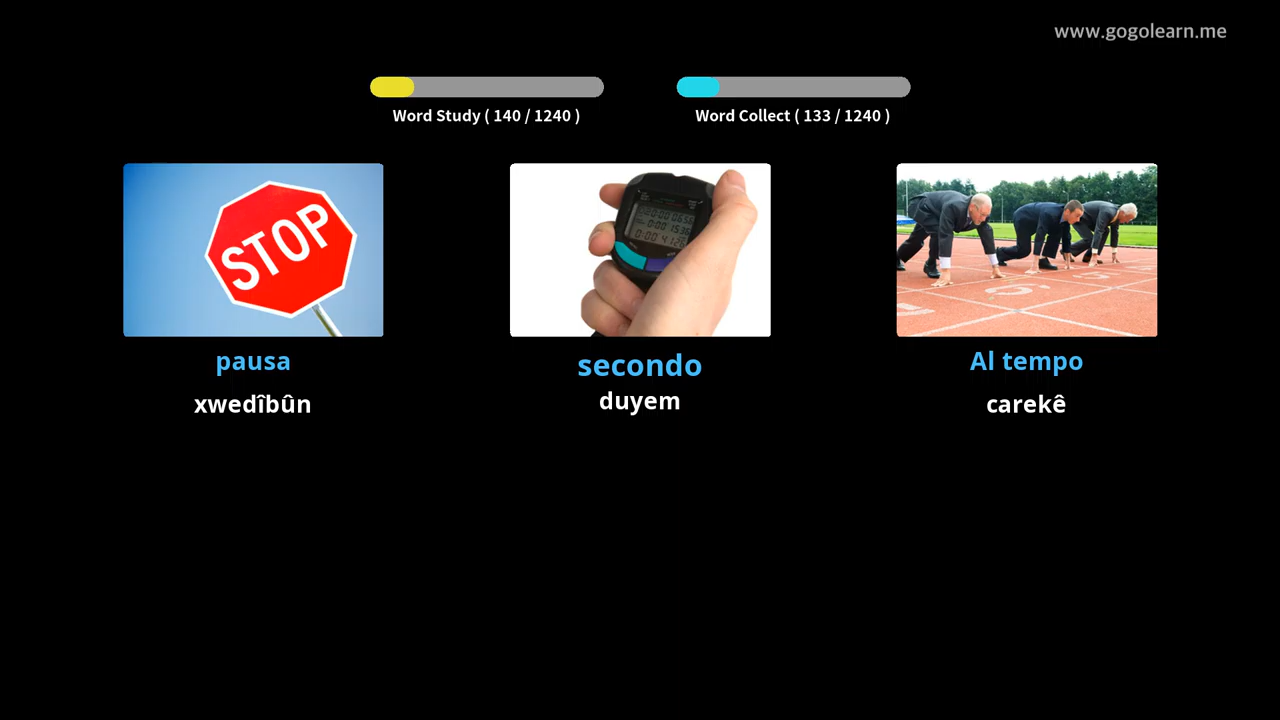 www.gogolearn.me
Word Study ( 140 / 1240 )
Word Collect ( 133 / 1240 )
STOP
pausa
secondo
Al tempo
xwedîbûn
duyem
carekê